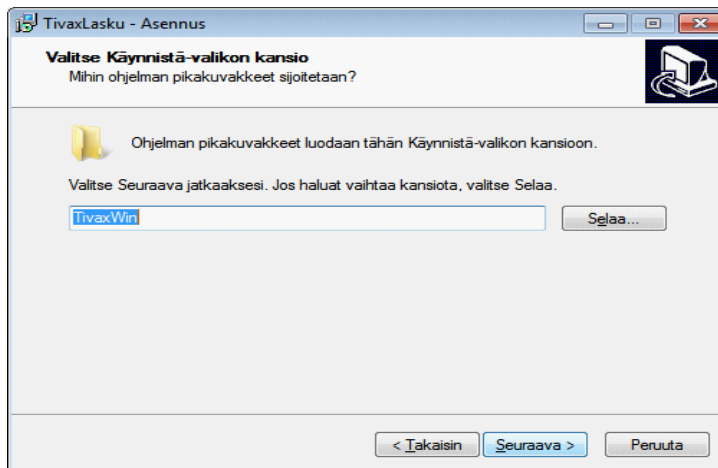 TivaxLasku - Asennus
Valitse Käynnistä-valikon kansio
Mihin ohjelman pikakuvakkeet sijoitetaan?
Ohjelman pikakuvakkeet luodaan tähän Käynnistä-valikon kansioon.
Valitse Seuraava jatkaaksesi. Jos haluat vaihtaa kansiota, valitse Selaa.
TivaxWin
Selaa...
< Takaisin
Seuraava >
Peruuta